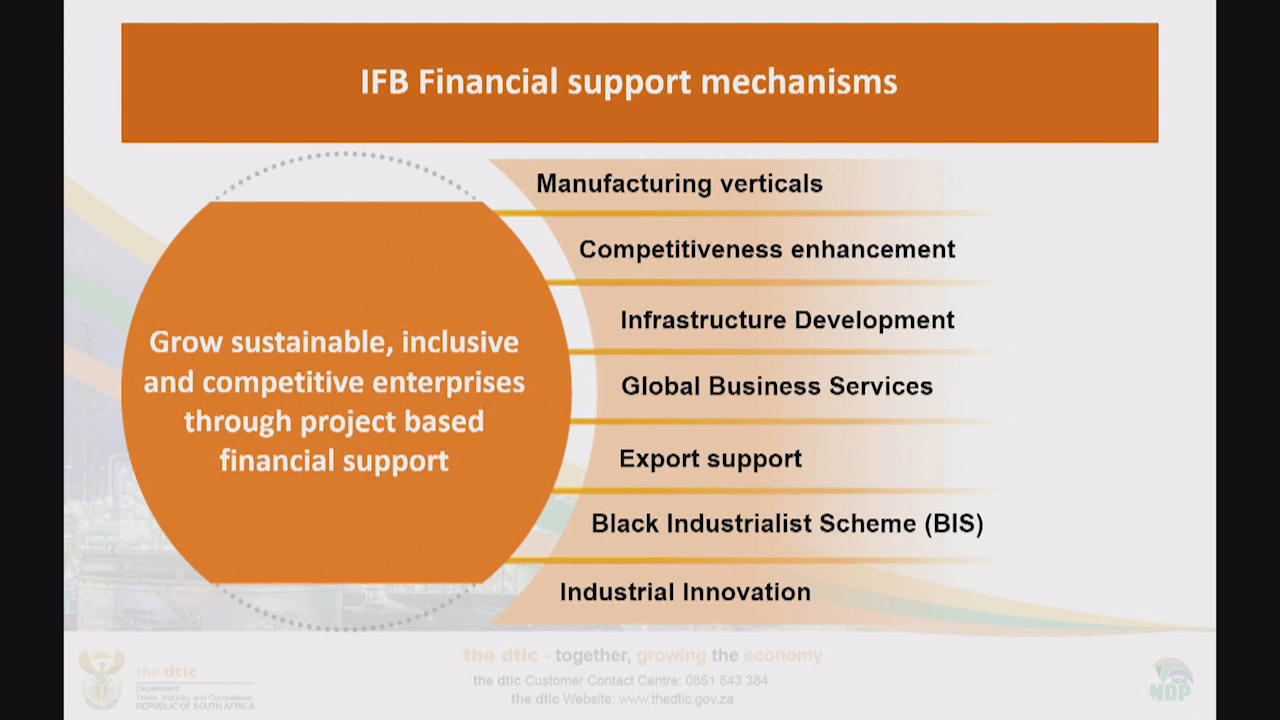 IFB Financial support mechanisms
Grow sustainable, inclusive
and competitive enterprises
through project based
financial support
Manufacturing verticals
Competitiveness enhancement
Infrastructure Development
Global Business Services
Export support
Black Industrialist Scheme (BIS)
Industrial Innovation
the dtic
Department:
Trade, Industry and Competition
REPUBLIC OF SOUTH AFRICA
the dtic - together, growing the economy
the dtic Customer Contact Centre: 0861 843 384
the dtic Website: www.thedtic.gov.za
NDP